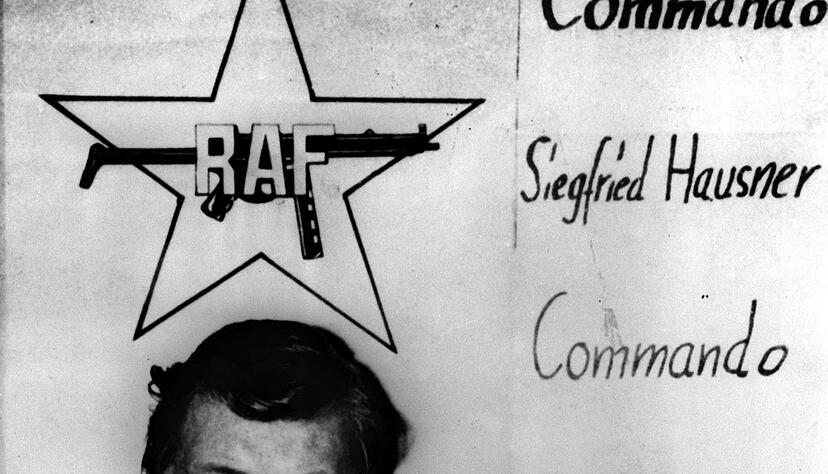 Commando
RAF
Siegfried Hausner
Commando